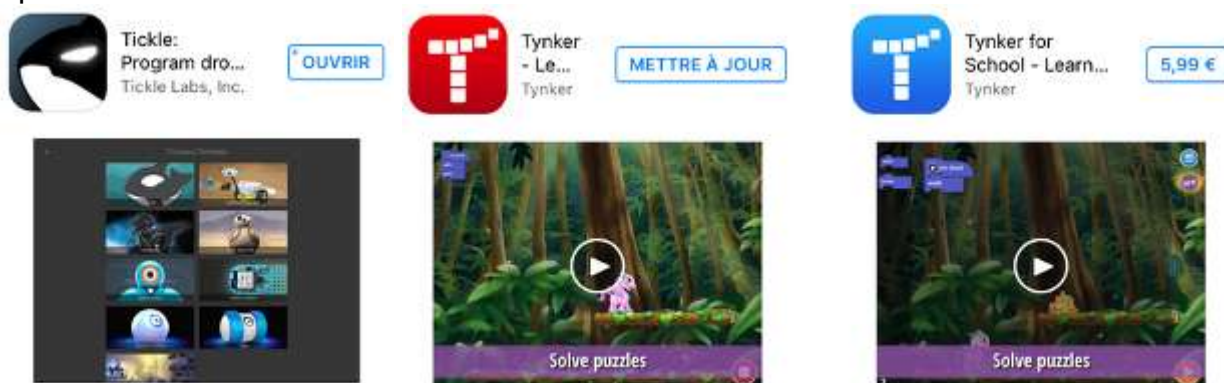 Tickle:
Program dro...
Tickle Labs, Inc.
OUVRIR
Tynker
- Le...
Tynker
METTRE À JOUR
Tynker for
School - Learn...
Tynker
5,99 €
Solve puzzles
Solve puzzles